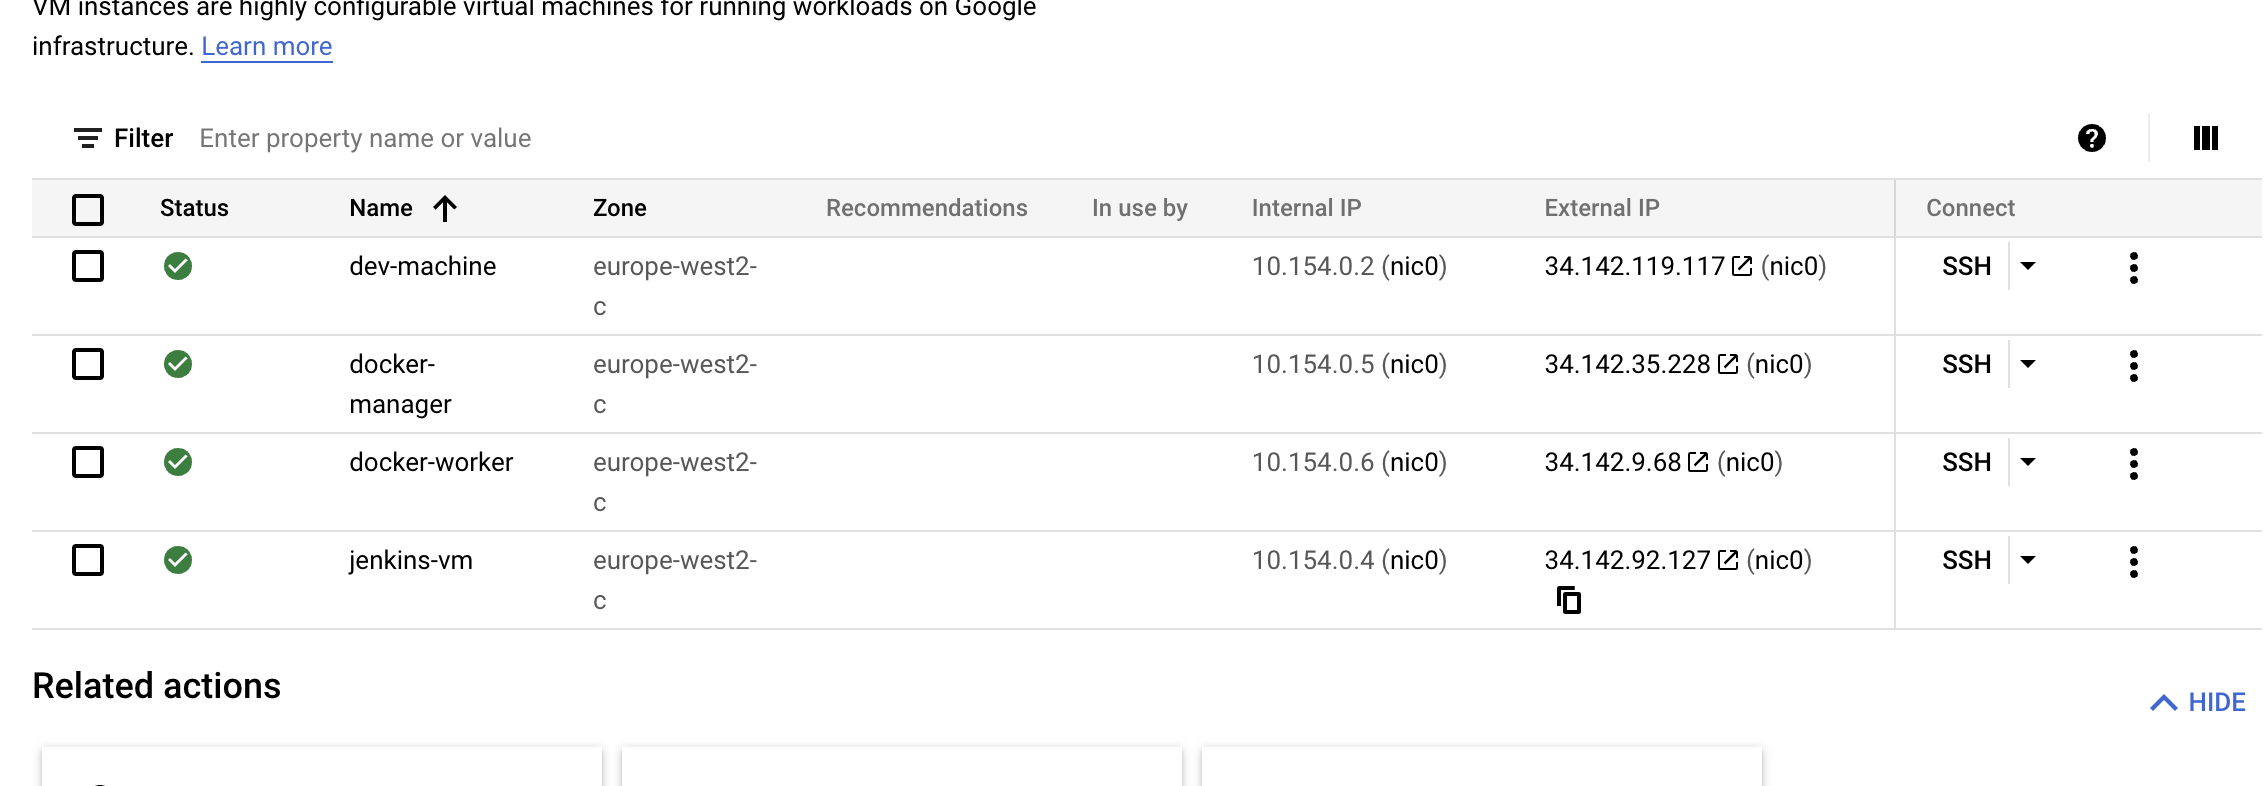 VM instances are highly configurable virtual machines for running workloads on Google
infrastructure. Learn more
Filter Enter property name or value
Status Name Zone Recommendations In use by Internal IP External IP Connect
dev-machine europe-west2- 10.154.0.2 (nic0) 34.142.119.117 (nic0) SSH
c
docker- europe-west2- 10.154.0.5 (nic0) 34.142.35.228 (nic0) SSH
manager c
docker-worker europe-west2- 10.154.0.6 (nic0) 34.142.9.68 (nic0) SSH
c
jenkins-vm europe-west2- 10.154.0.4 (nic0) 34.142.92.127 (nic0) SSH
c
Related actions
HIDE